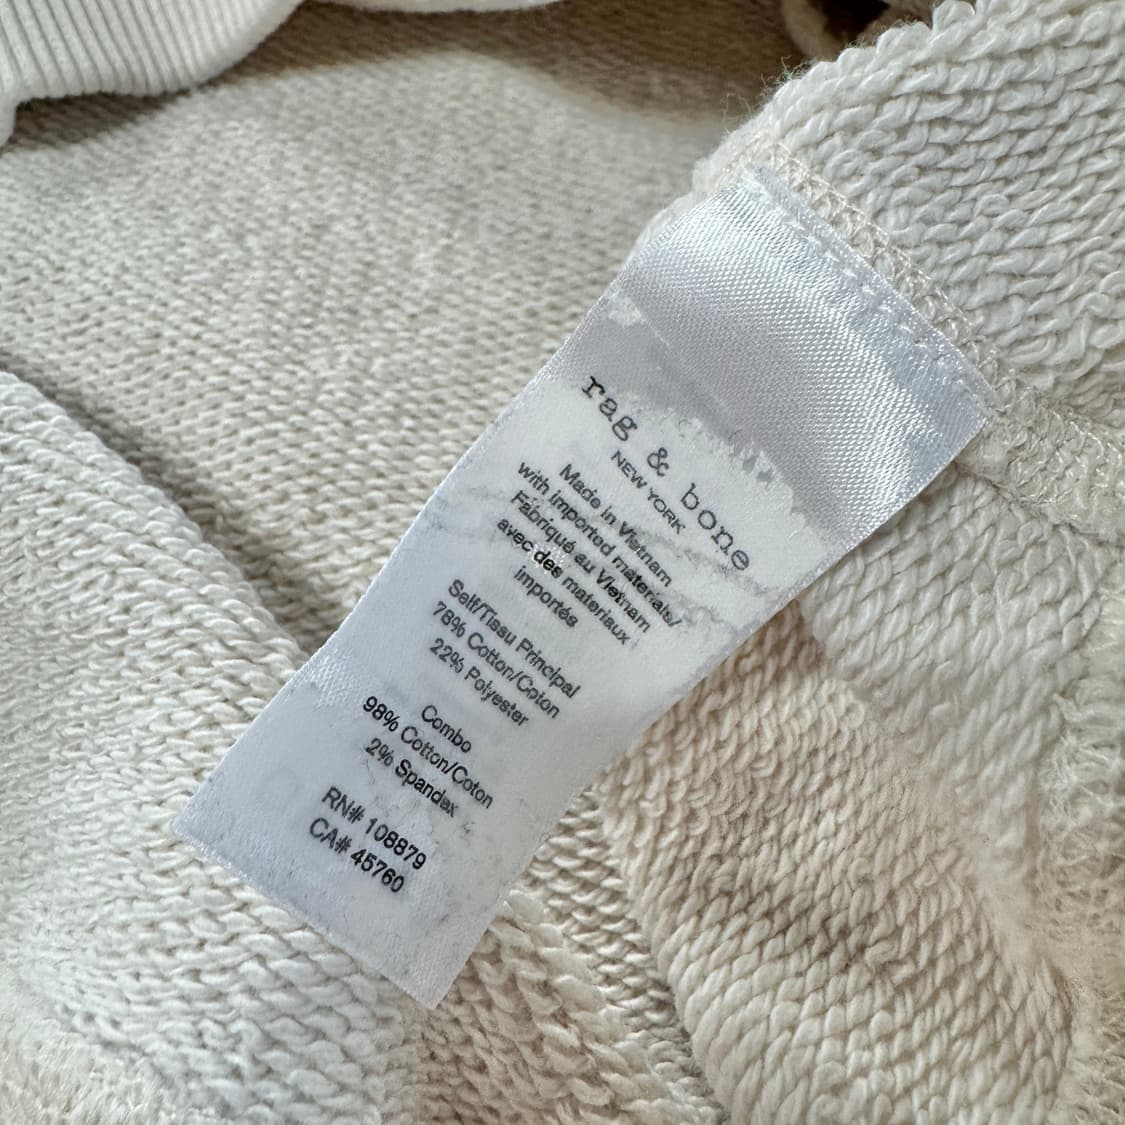 rag & bone
NEW YORK
Made in Vietnam
with imported materials/
Fabriqué au Vietnam
avec des materiaux
importés
Self/Tissu Principal
78% Cotton/Coton
22% Polyester
Combo
98% Cotton/Coton
2% Spandex
RN# 108879
CA# 45760